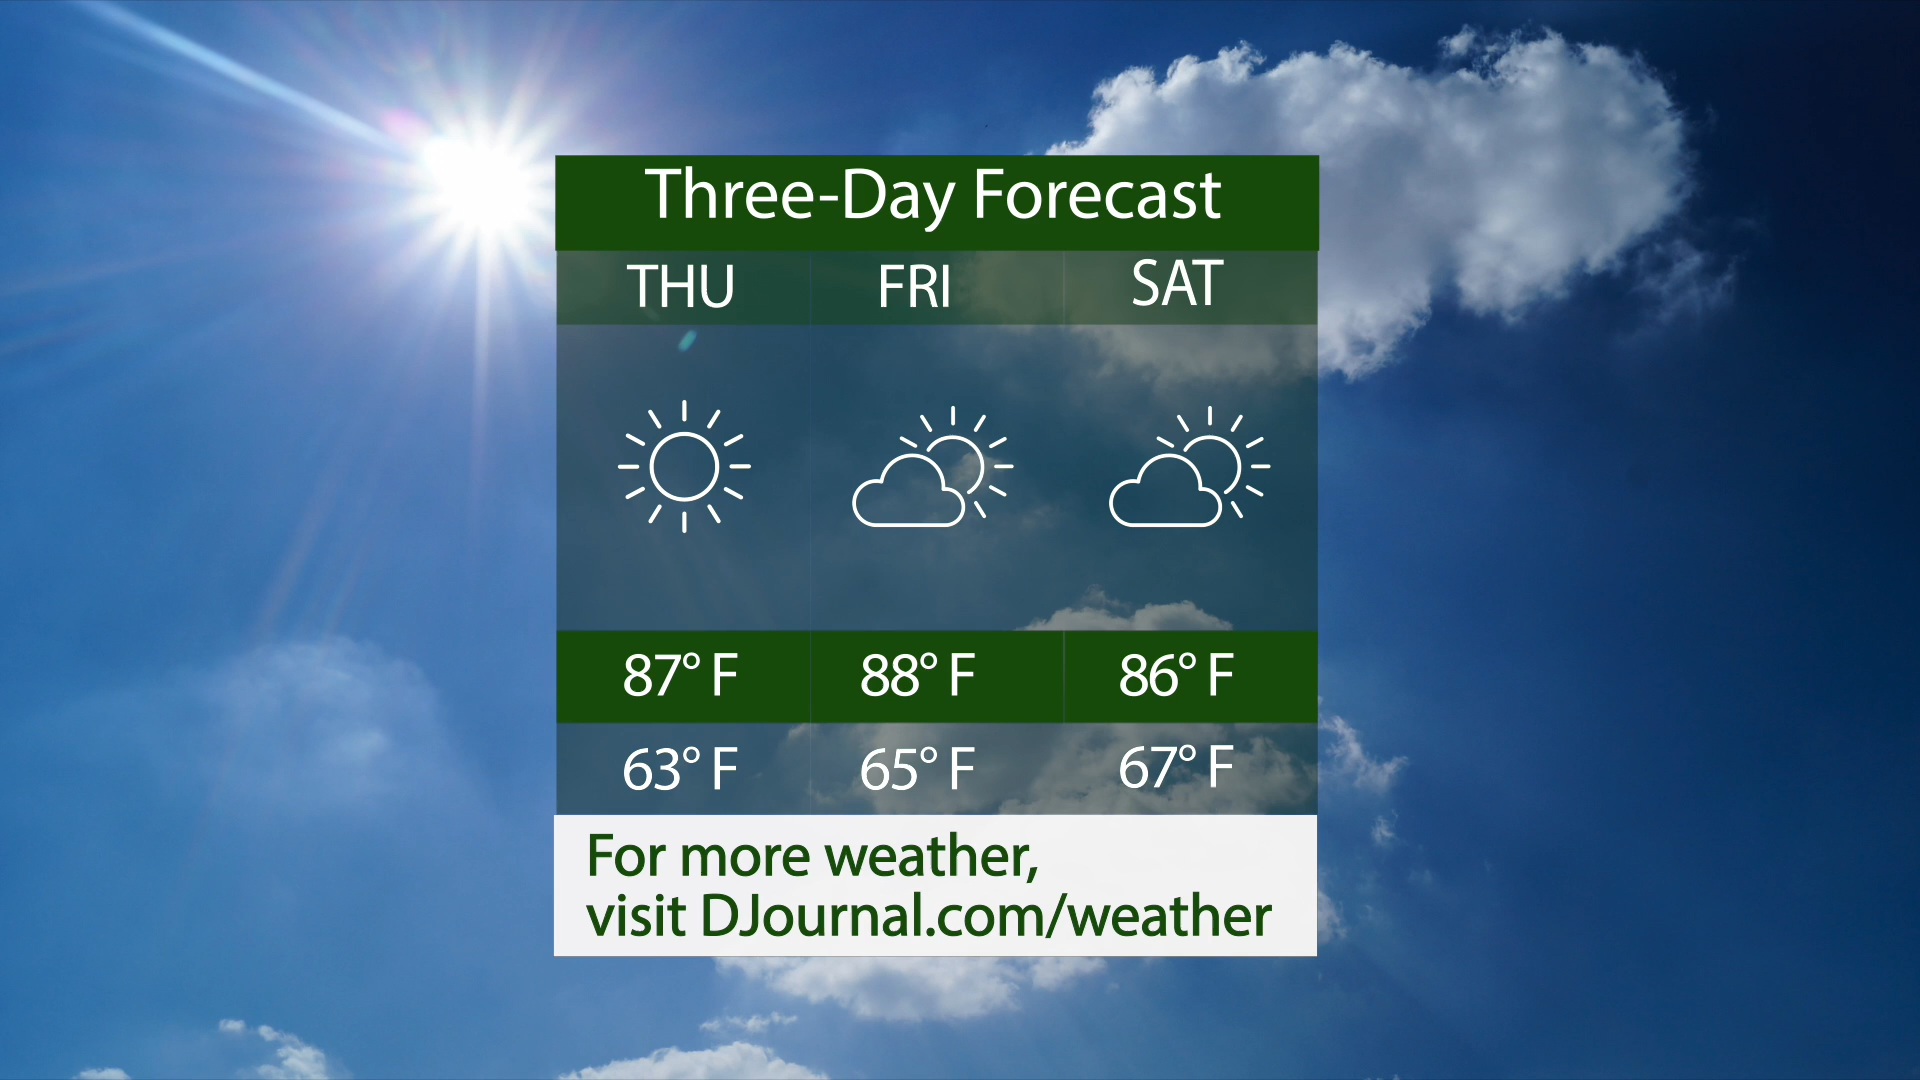 Three-Day Forecast
THU FRI SAT
87° F 88° F 86° F
63° F 65° F 67° F
For more weather,
visit DJournal.com/weather